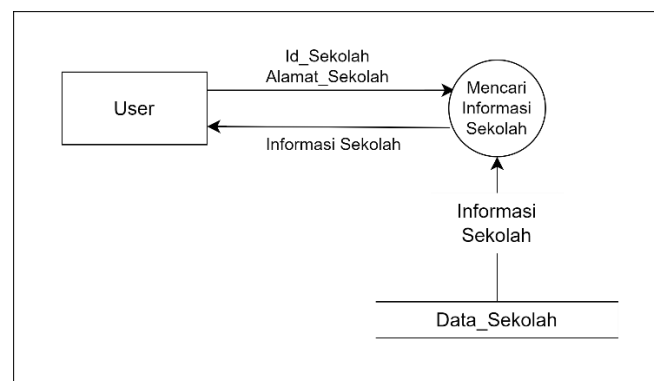 Id_Sekolah
Alamat_Sekolah
User
Mencari
Informasi
Sekolah
Informasi Sekolah
Informasi
Sekolah
Data_Sekolah